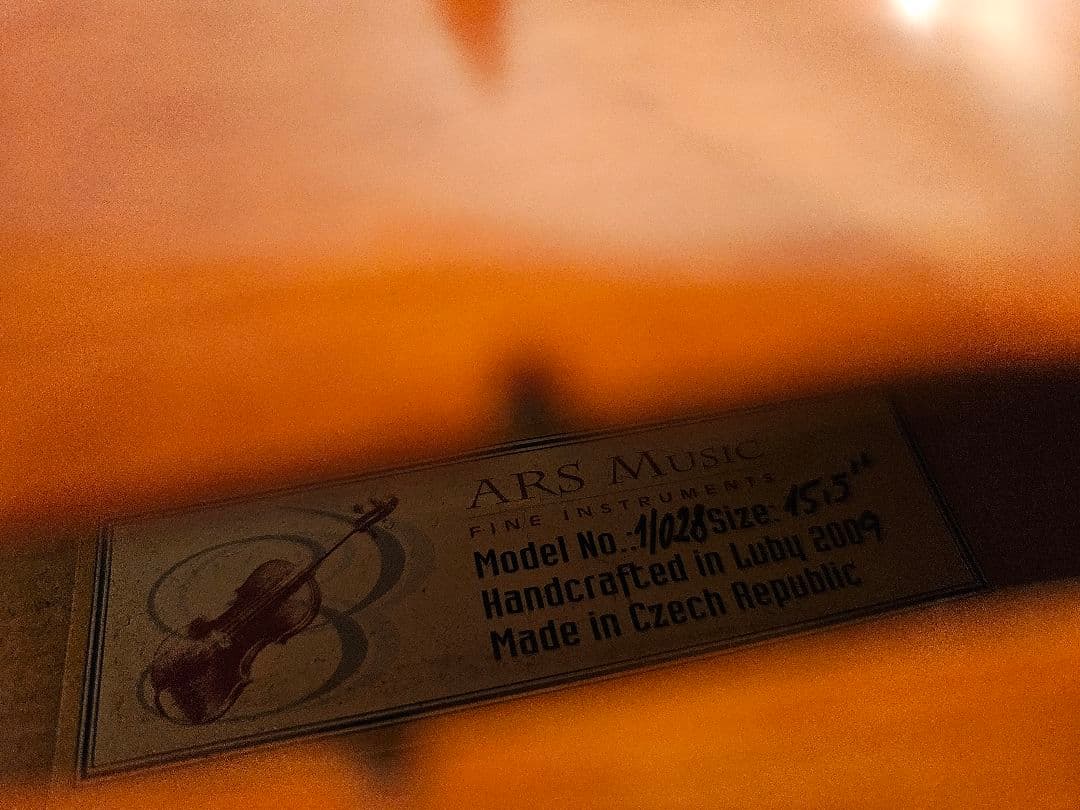 ARS MUSIC
FINE INSTRUMENTS
Model No.:1/028 Size: 15,5"
Handcrafted in Luby 2009
Made in Czech Republic